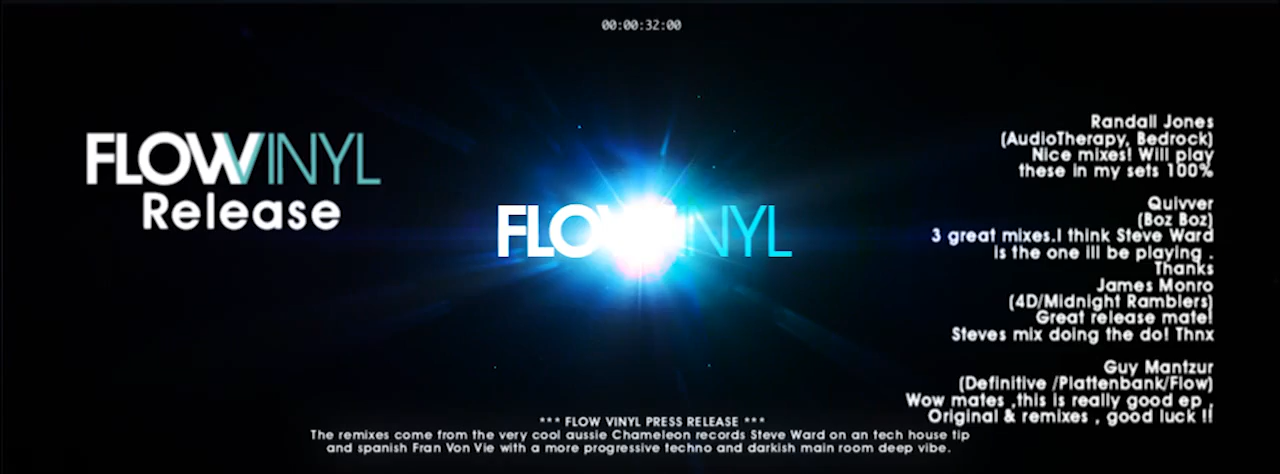 00:00:32:00
FLOWVINYL
Release
FLOWVINYL
Randall Jones
(AudioTherapy, Bedrock)
Nice mixes! Will play
these in my sets 100%
Quivver
(Boz Boz)
3 great mixes.I think Steve Ward
is the one ill be playing .
Thanks
James Monro
(4D/Midnight Ramblers)
Great release mate!
Steves mix doing the do! Thnx
Guy Mantzur
(Definitive /Plattenbank/Flow)
Wow mates ,this is really good ep ,
Original & remixes , good luck !!
*** FLOW VINYL PRESS RELEASE ***
The remixes come from the very cool aussie Chameleon records Steve Ward on an tech house tip
and spanish Fran Von Vie with a more progressive techno and darkish main room deep vibe.